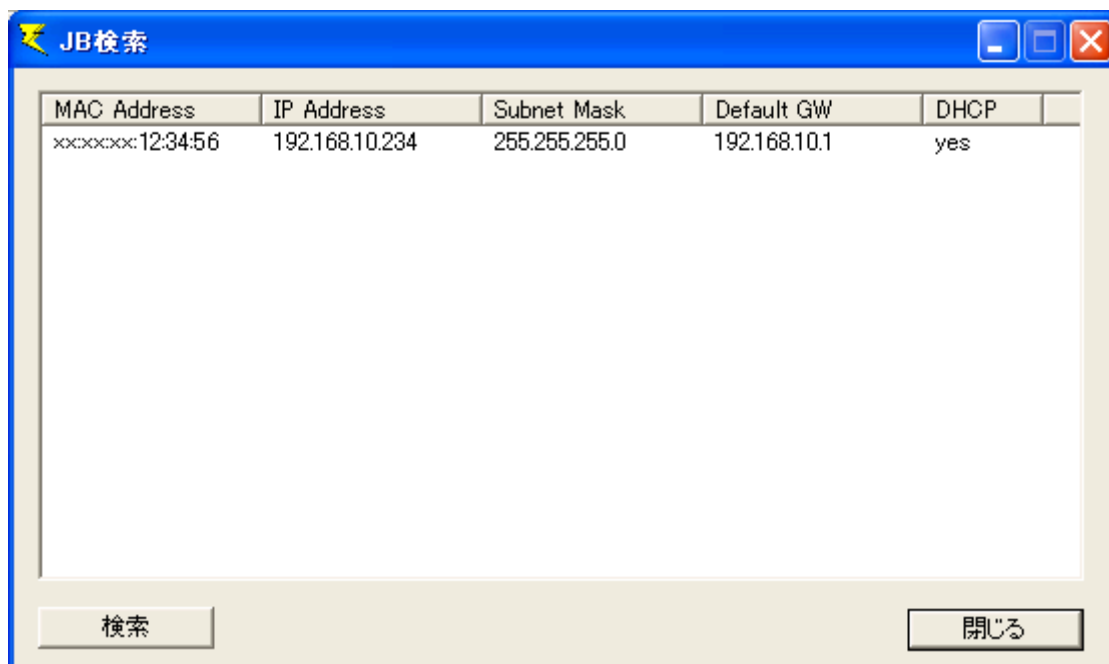 JB検索
MAC Address IP Address Subnet Mask Default GW DHCP
xx:xx:xx:12:34:56 192.168.10.234 255.255.255.0 192.168.10.1 yes
検索 閉じる